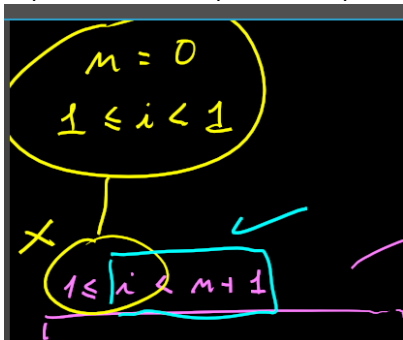 n = 0
1 ≤ i < 1
1 ≤ i < n + 1